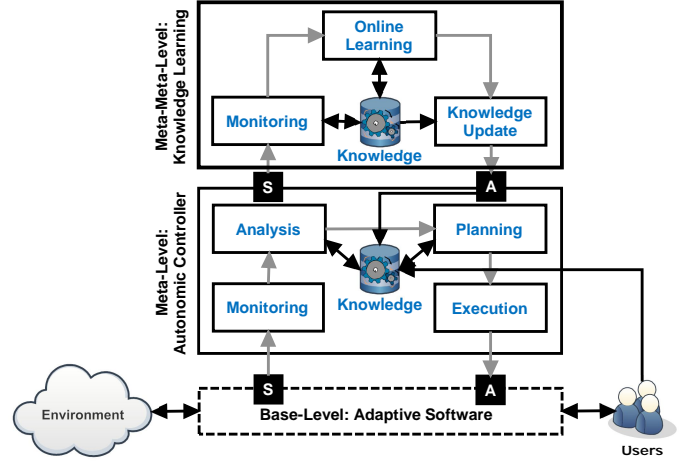 Meta-Meta-Level:
Knowledge Learning
Online
Learning
Monitoring
Knowledge
Update
Knowledge
S
A
Meta-Level:
Autonomic Controller
Analysis
Planning
Knowledge
Monitoring
Execution
S
A
Environment
Base-Level: Adaptive Software
Users